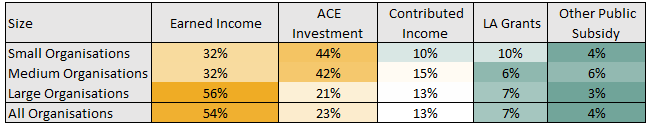 Size Earned Income ACE Investment Contributed Income LA Grants Other Public Subsidy
Small Organisations 32% 44% 10% 10% 4%
Medium Organisations 32% 42% 15% 6% 6%
Large Organisations 56% 21% 13% 7% 3%
All Organisations 54% 23% 13% 7% 4%